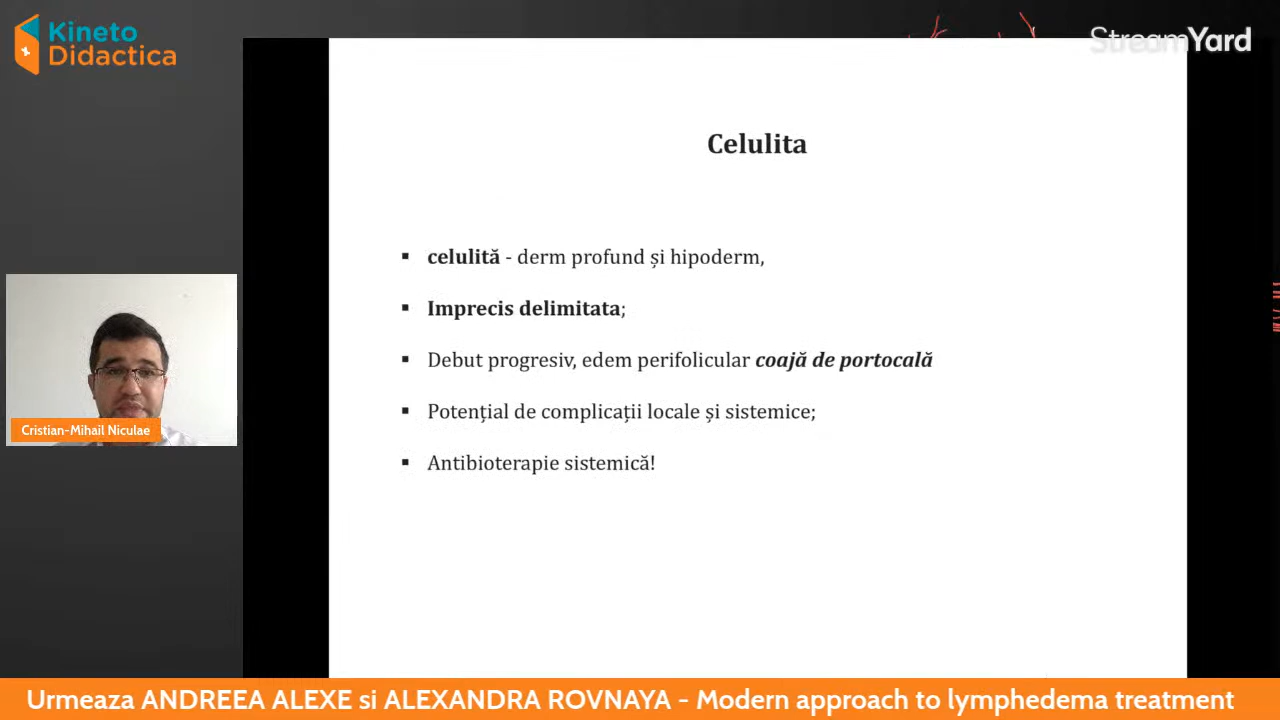 Kineto
Didactica
StreamYard
Celulita
▪ celulită - derm profund și hipoderm,
▪ Imprecis delimitata;
▪ Debut progresiv, edem perifolicular coajă de portocală
▪ Potențial de complicații locale și sistemice;
▪ Antibioterapie sistemică!
Cristian-Mihail Niculae
Urmeaza ANDREEA ALEXE si ALEXANDRA ROVNAYA - Modern approach to lymphedema treatment